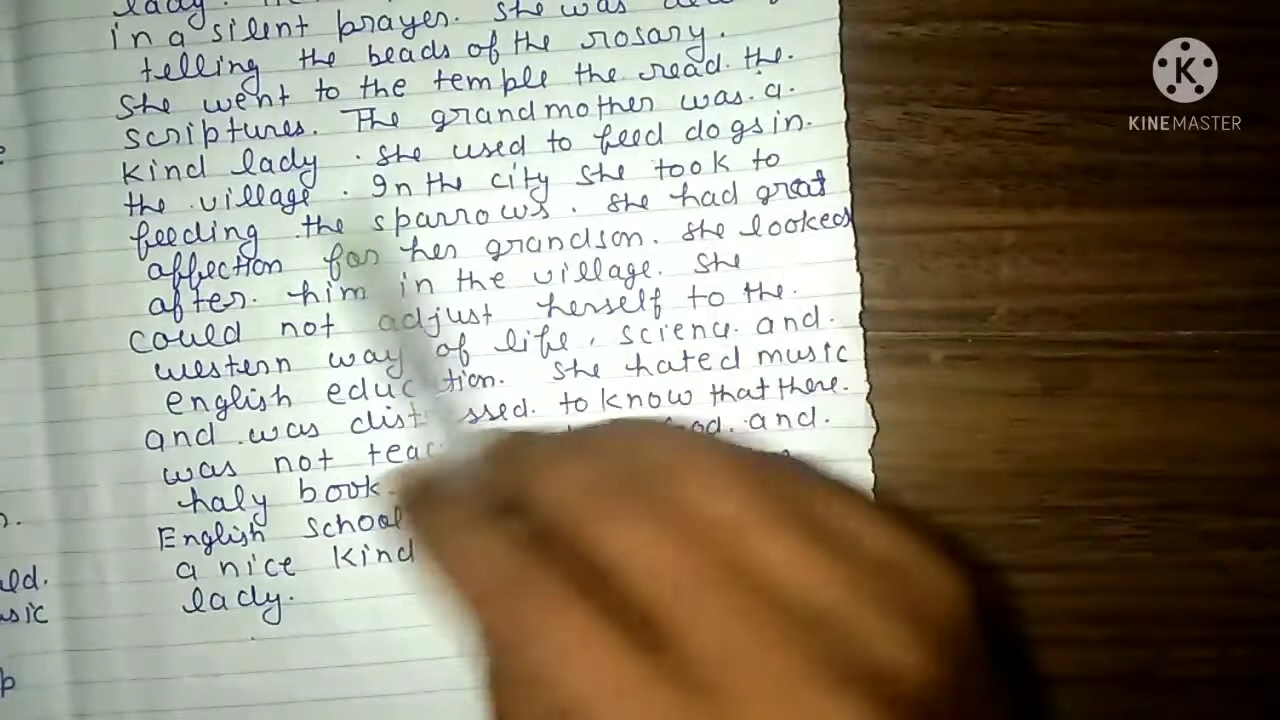 lady.
in a silent prayer. She was
telling the beads of the rosary.
She went to the temple the read. the.
scriptures. The grandmother was. a.
kind lady. She used to feed dogs in.
the village. In the city she took to
feeding the sparrows. She had great
affection for her grandson. She looked
after. him in the village. She
could not adjust herself to the.
western way of life, science. and.
english education. She hated music
and was distressed. to know that there.
was not God. and.
haly book
English school
a nice kind
lady.
KINEMASTER